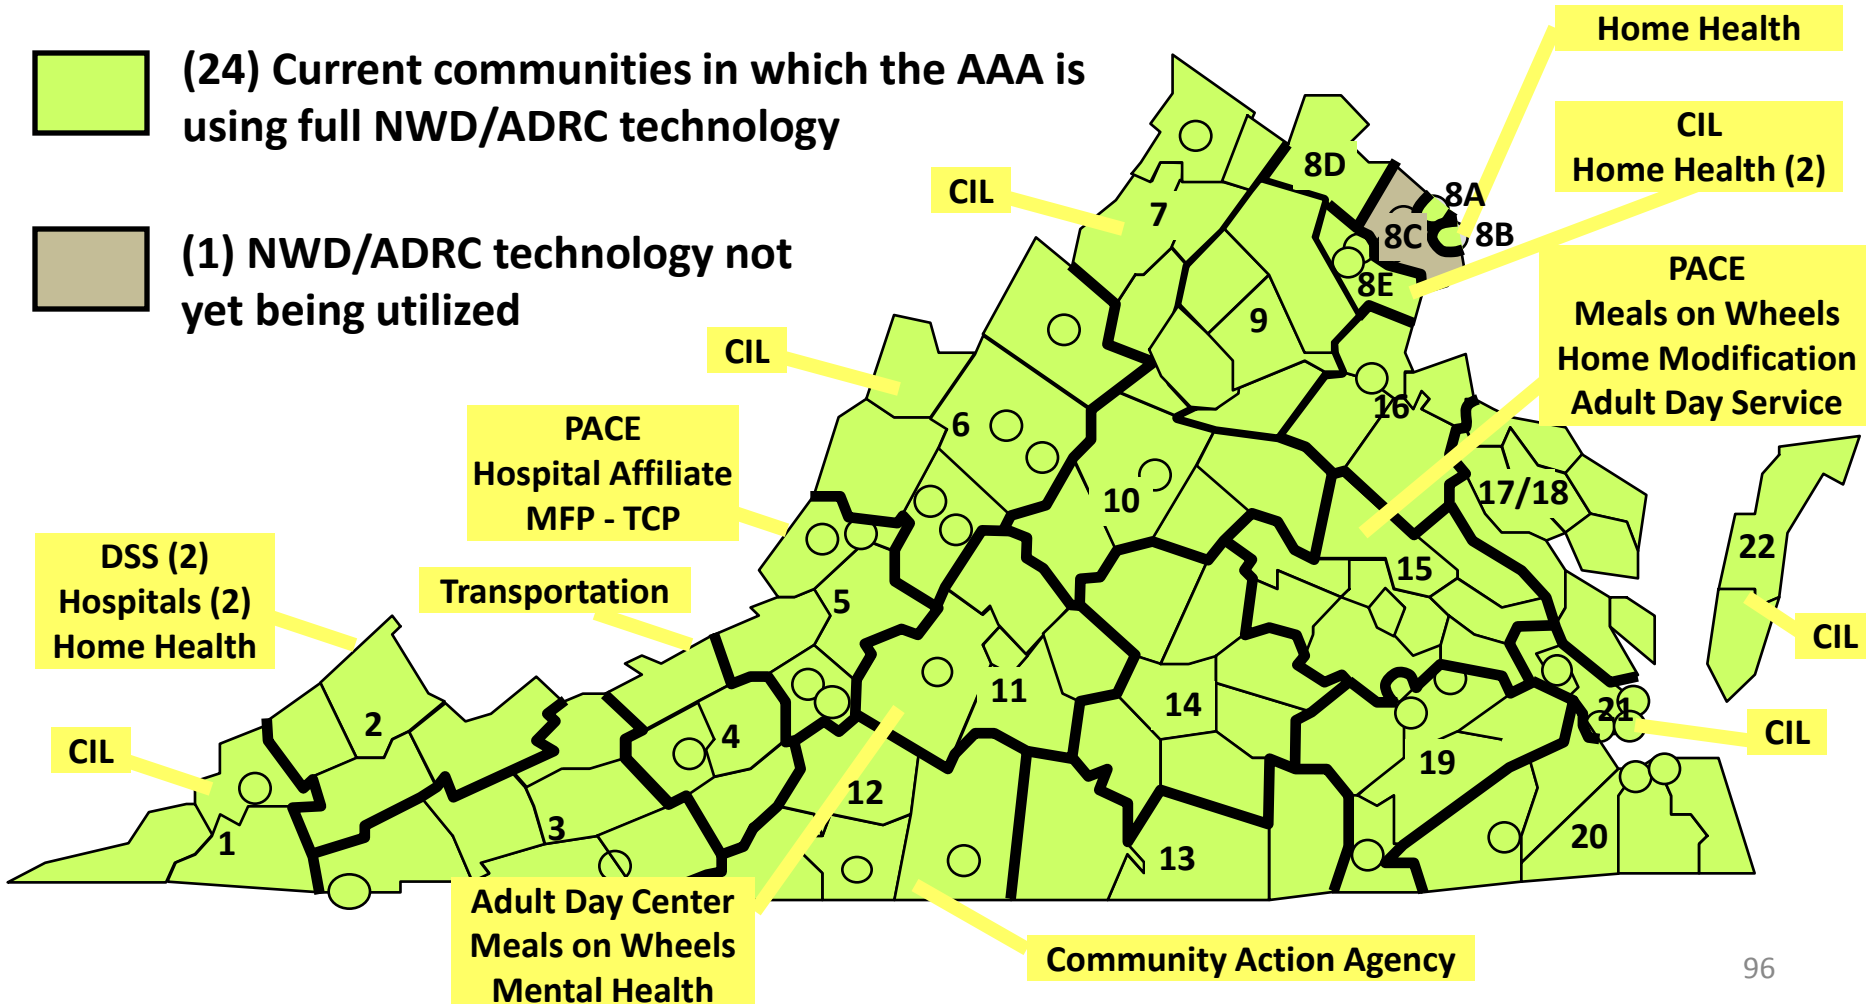 (24) Current communities in which the AAA is
using full NWD/ADRC technology
(1) NWD/ADRC technology not
yet being utilized
Home Health
CIL
Home Health (2)
CIL
PACE
Meals on Wheels
Home Modification
Adult Day Service
CIL
PACE
Hospital Affiliate
MFP - TCP
DSS (2)
Hospitals (2)
Home Health
Transportation
CIL
CIL
CIL
Adult Day Center
Meals on Wheels
Mental Health
Community Action Agency
8D
8A
7
8C
8B
8E
9
16
6
17/18
10
22
15
5
11
14
21
2
4
19
12
3
1
20
13
96